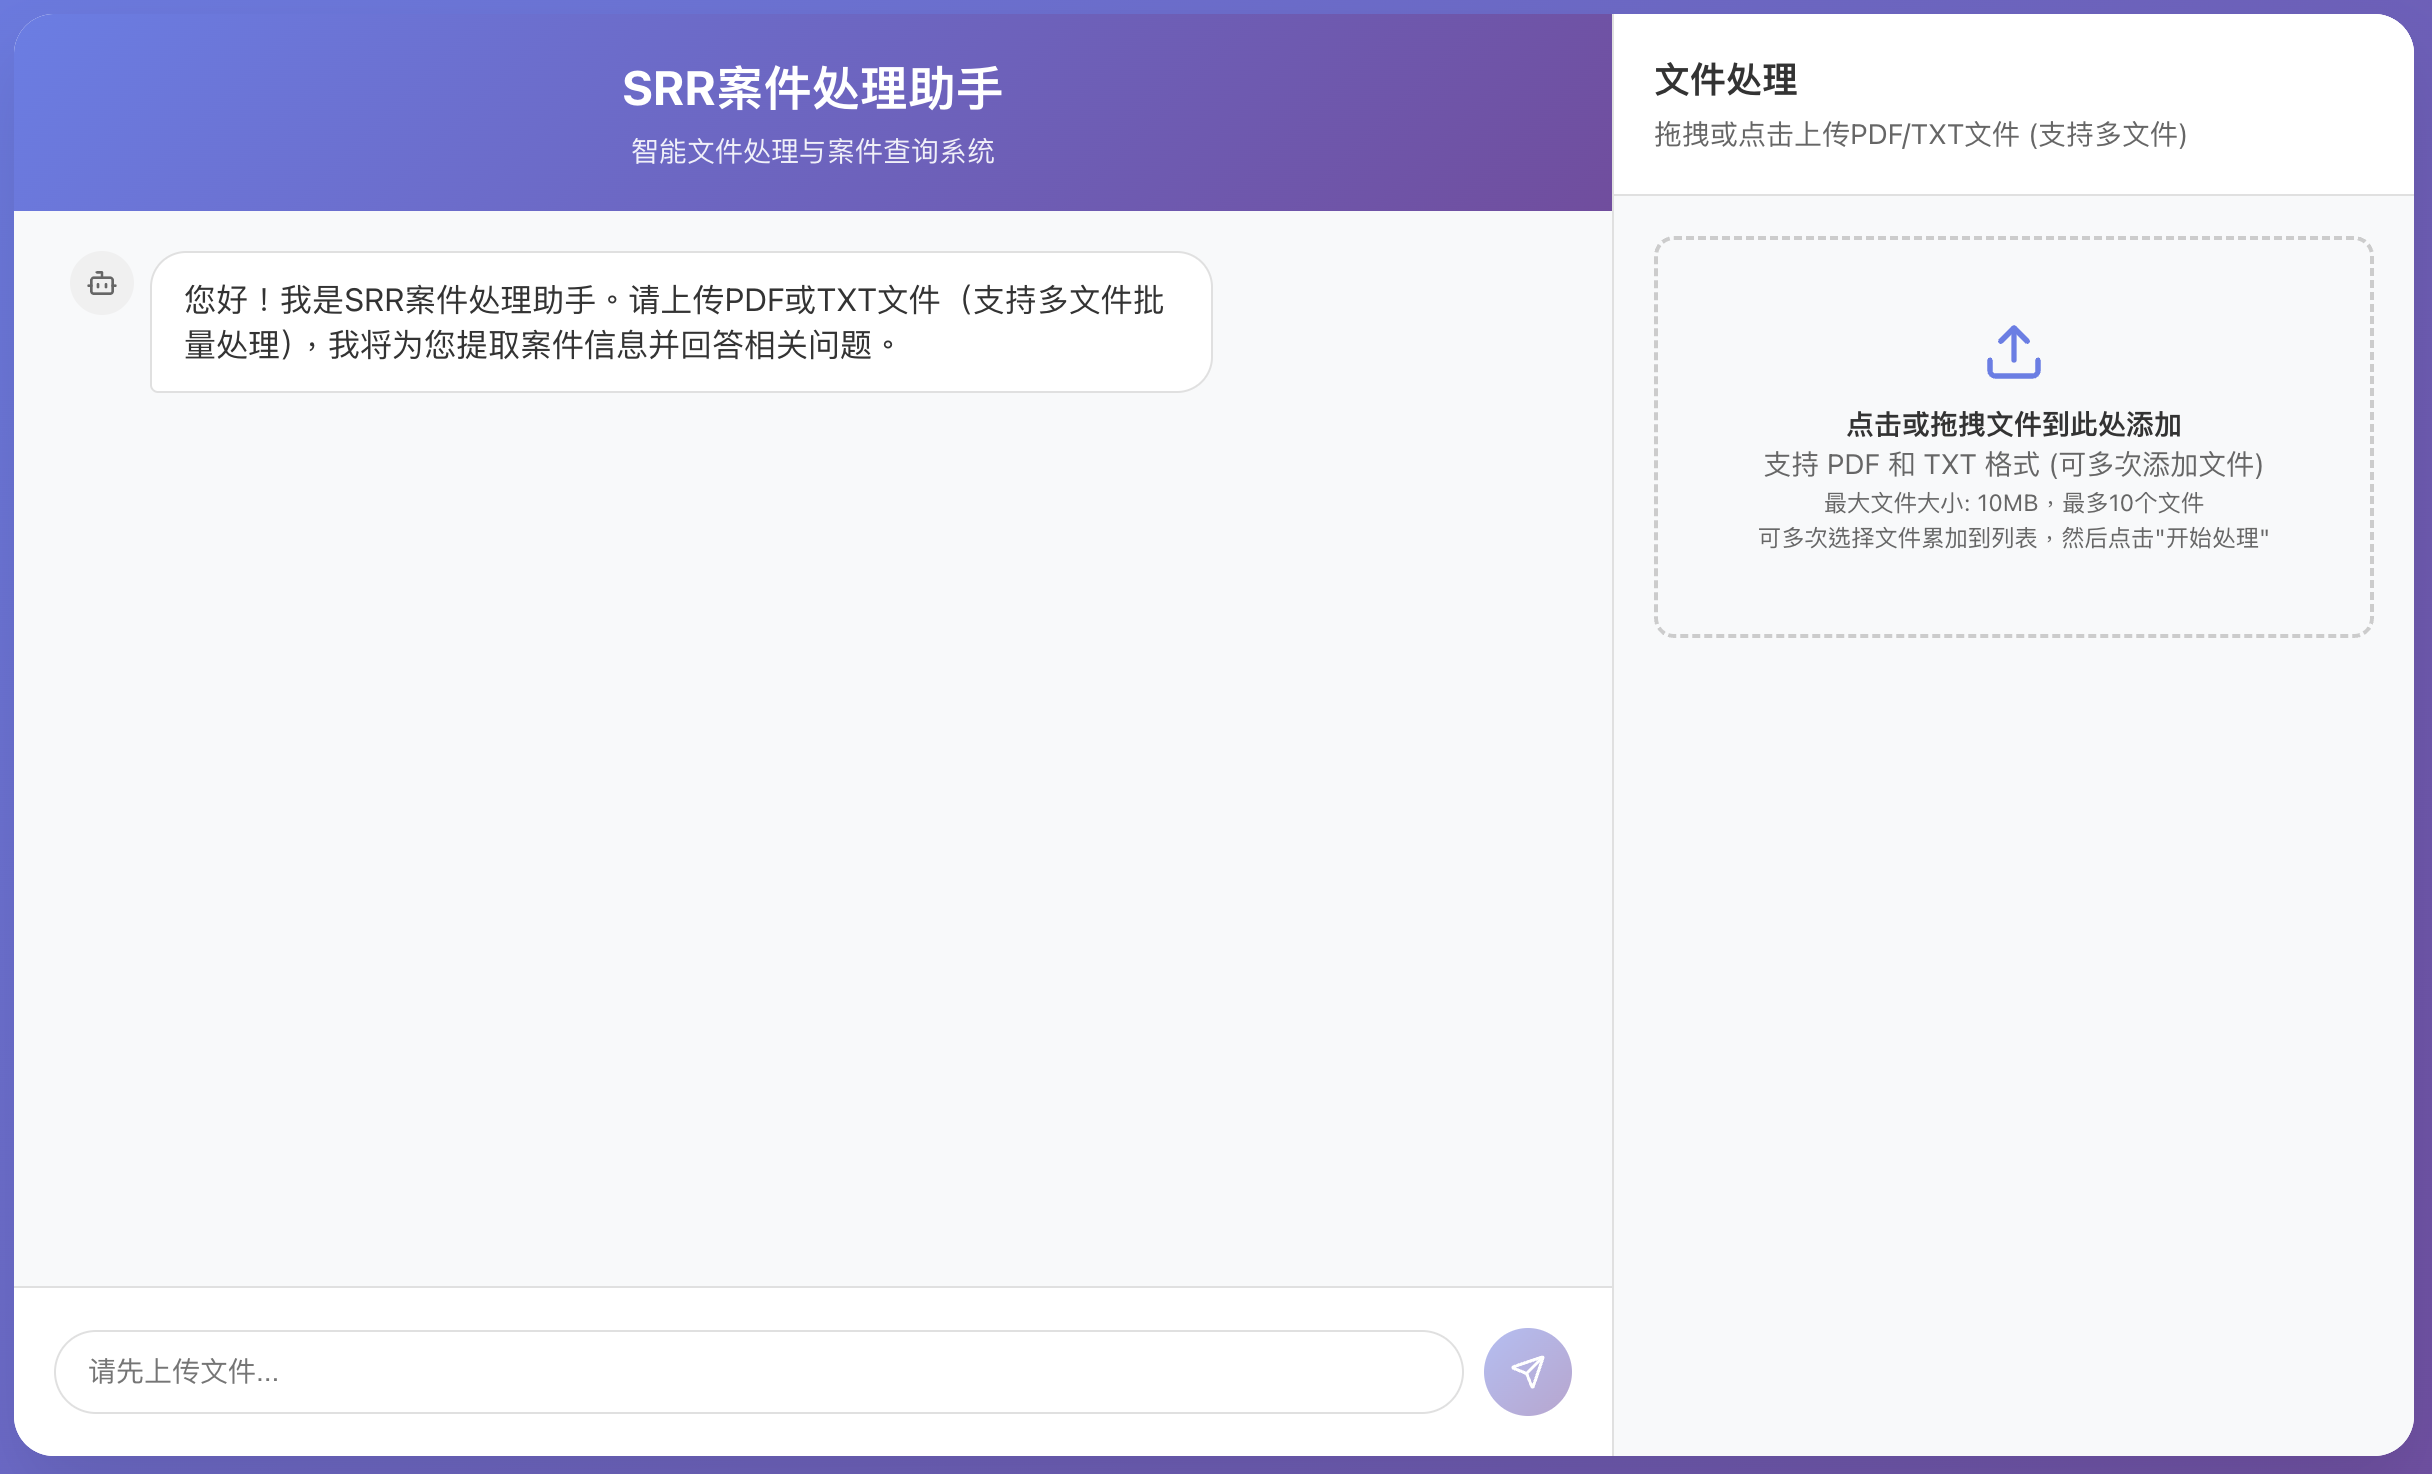 SRR案件处理助手
智能文件处理与案件查询系统
您好！我是SRR案件处理助手。请上传PDF或TXT文件（支持多文件批
量处理），我将为您提取案件信息并回答相关问题。
请先上传文件...
文件处理
拖拽或点击上传PDF/TXT文件 (支持多文件)
点击或拖拽文件到此处添加
支持 PDF 和 TXT 格式 (可多次添加文件)
最大文件大小: 10MB，最多10个文件
可多次选择文件累加到列表，然后点击"开始处理"